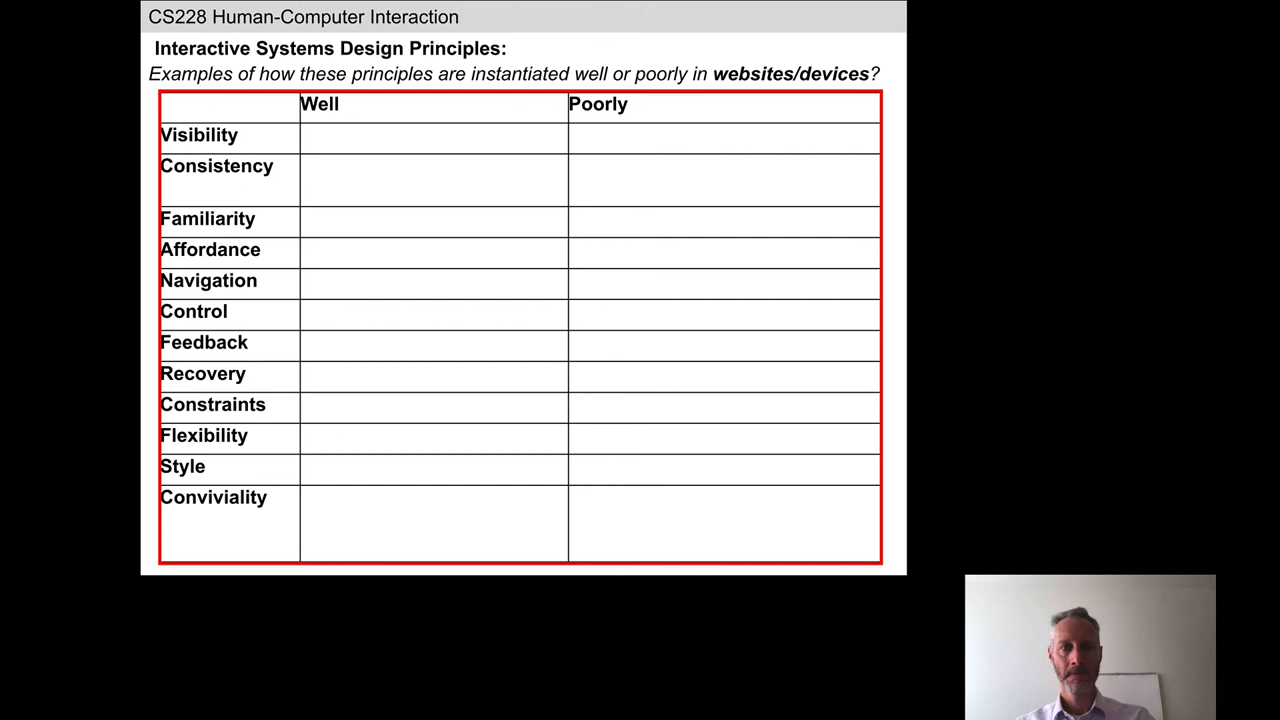 CS228 Human-Computer Interaction
Interactive Systems Design Principles:
Examples of how these principles are instantiated well or poorly in websites/devices?
Well Poorly
Visibility
Consistency
Familiarity
Affordance
Navigation
Control
Feedback
Recovery
Constraints
Flexibility
Style
Conviviality